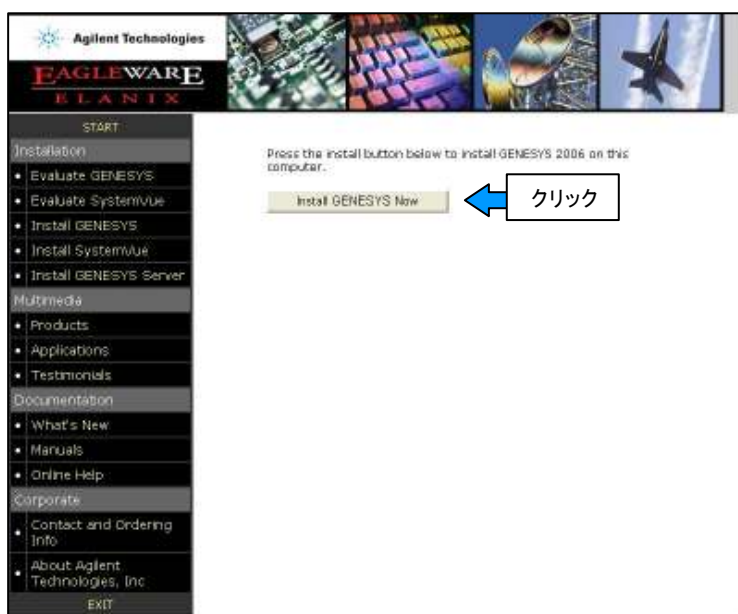 Agilent Technologies
EAGLEWARE
ELANIX
START
Installation
Evaluate GENESYS
Evaluate SystemVue
Install GENESYS
Install SystemVue
Install GENESYS Server
Multimedia
Products
Applications
Testimonials
Documentation
What's New
Manuals
Online Help
Corporate
Contact and Ordering
Info
About Agilent
Technologies, Inc
EXIT
Press the install button below to install GENESYS 2006 on this
computer.
Install GENESYS Now
クリック